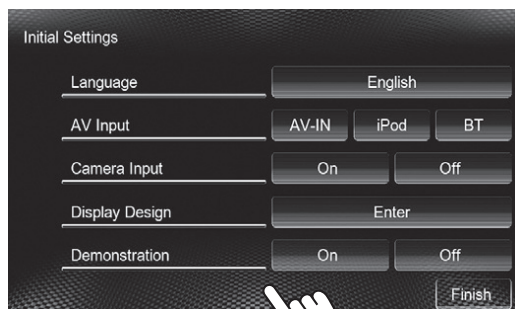 Initial Settings
Language English
AV Input AV-IN iPod BT
Camera Input On Off
Display Design Enter
Demonstration On Off
Finish